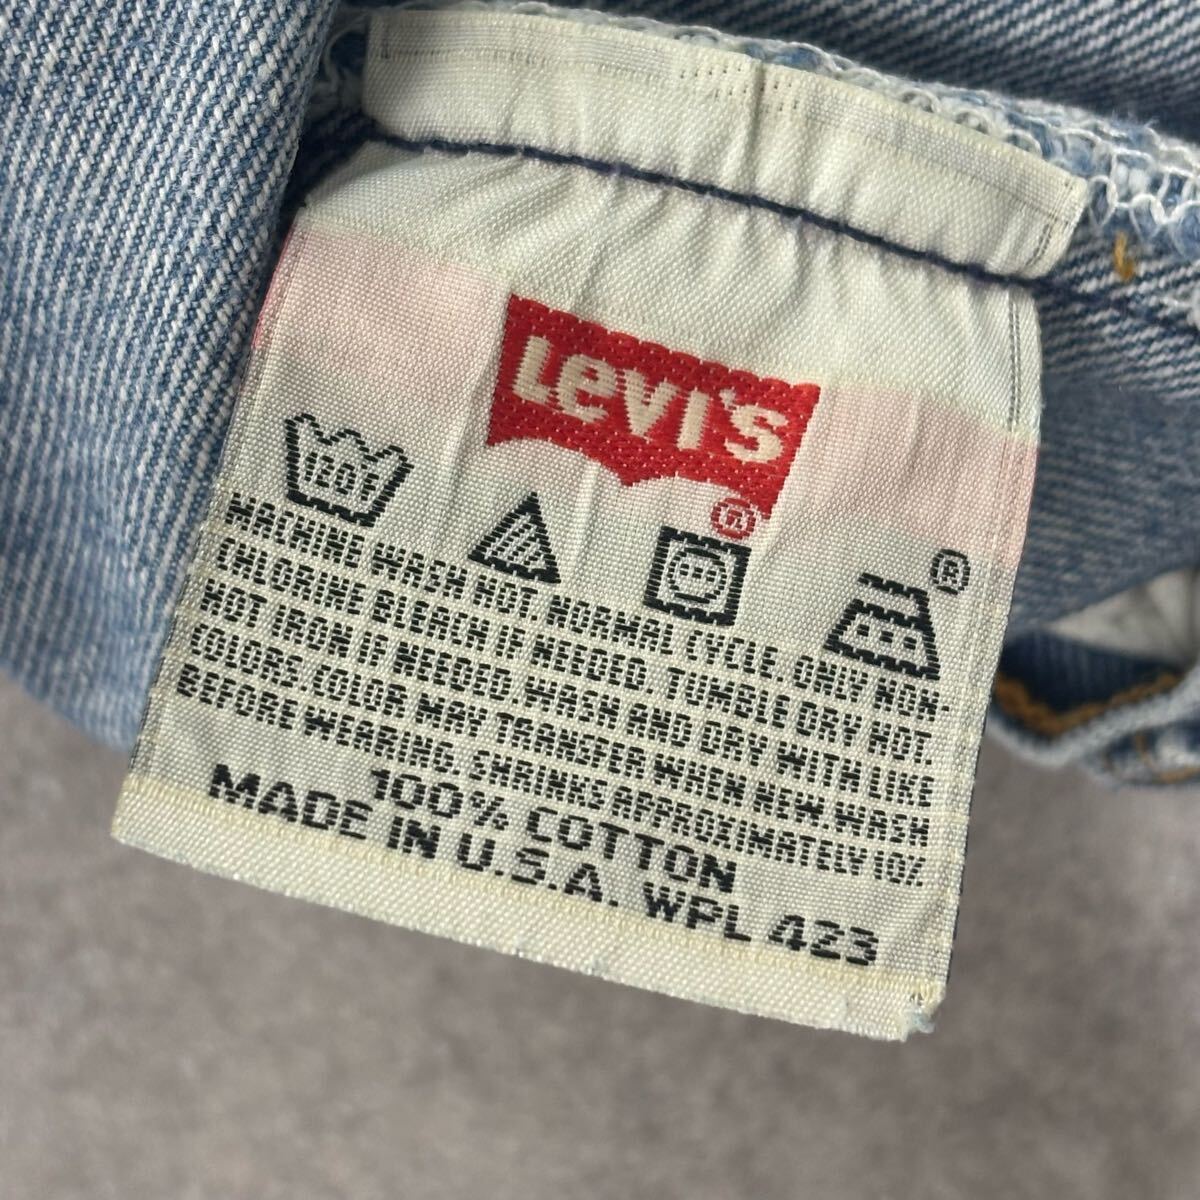 Levi's
®
120F
®
MACHINE WASH HOT. NORMAL CYCLE. ONLY NON-
CHLORINE BLEACH IF NEEDED. TUMBLE DRY HOT.
HOT IRON IF NEEDED. WASH AND DRY WITH LIKE
COLORS. COLOR MAY TRANSFER WHEN NEW. WASH
BEFORE WEARING. SHRINKS APPROXIMATELY 10%
100% COTTON
MADE IN U.S.A. WPL 423